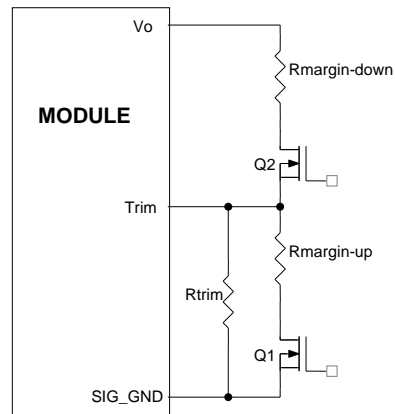 Vo
Rmargin-down
MODULE
Q2
Trim
Rmargin-up
Rtrim
Q1
SIG_GND